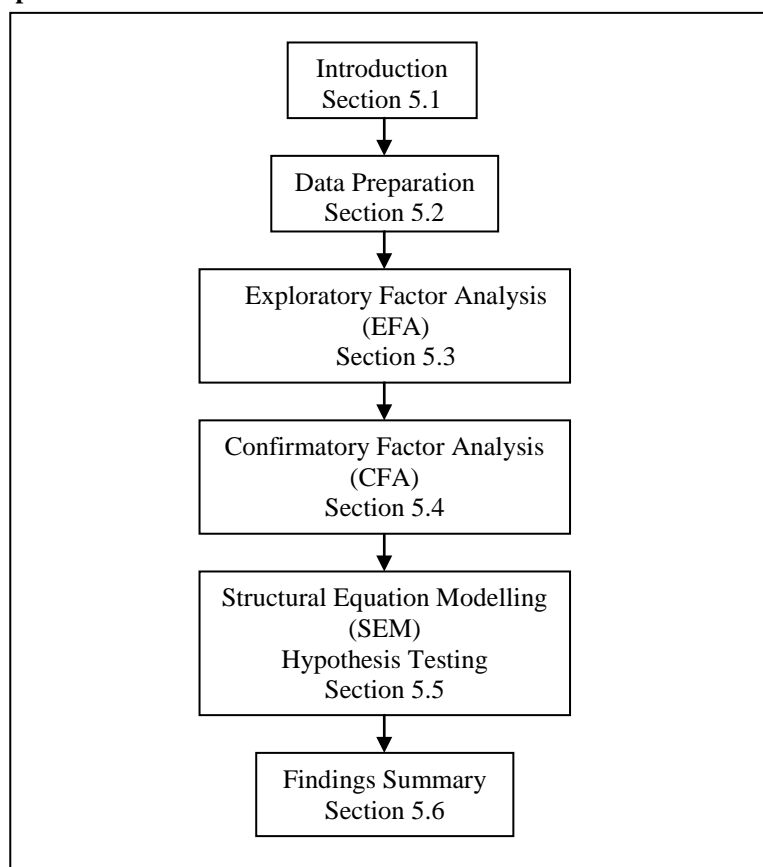 Introduction
Section 5.1
Data Preparation
Section 5.2
Exploratory Factor Analysis
(EFA)
Section 5.3
Confirmatory Factor Analysis
(CFA)
Section 5.4
Structural Equation Modelling
(SEM)
Hypothesis Testing
Section 5.5
Findings Summary
Section 5.6